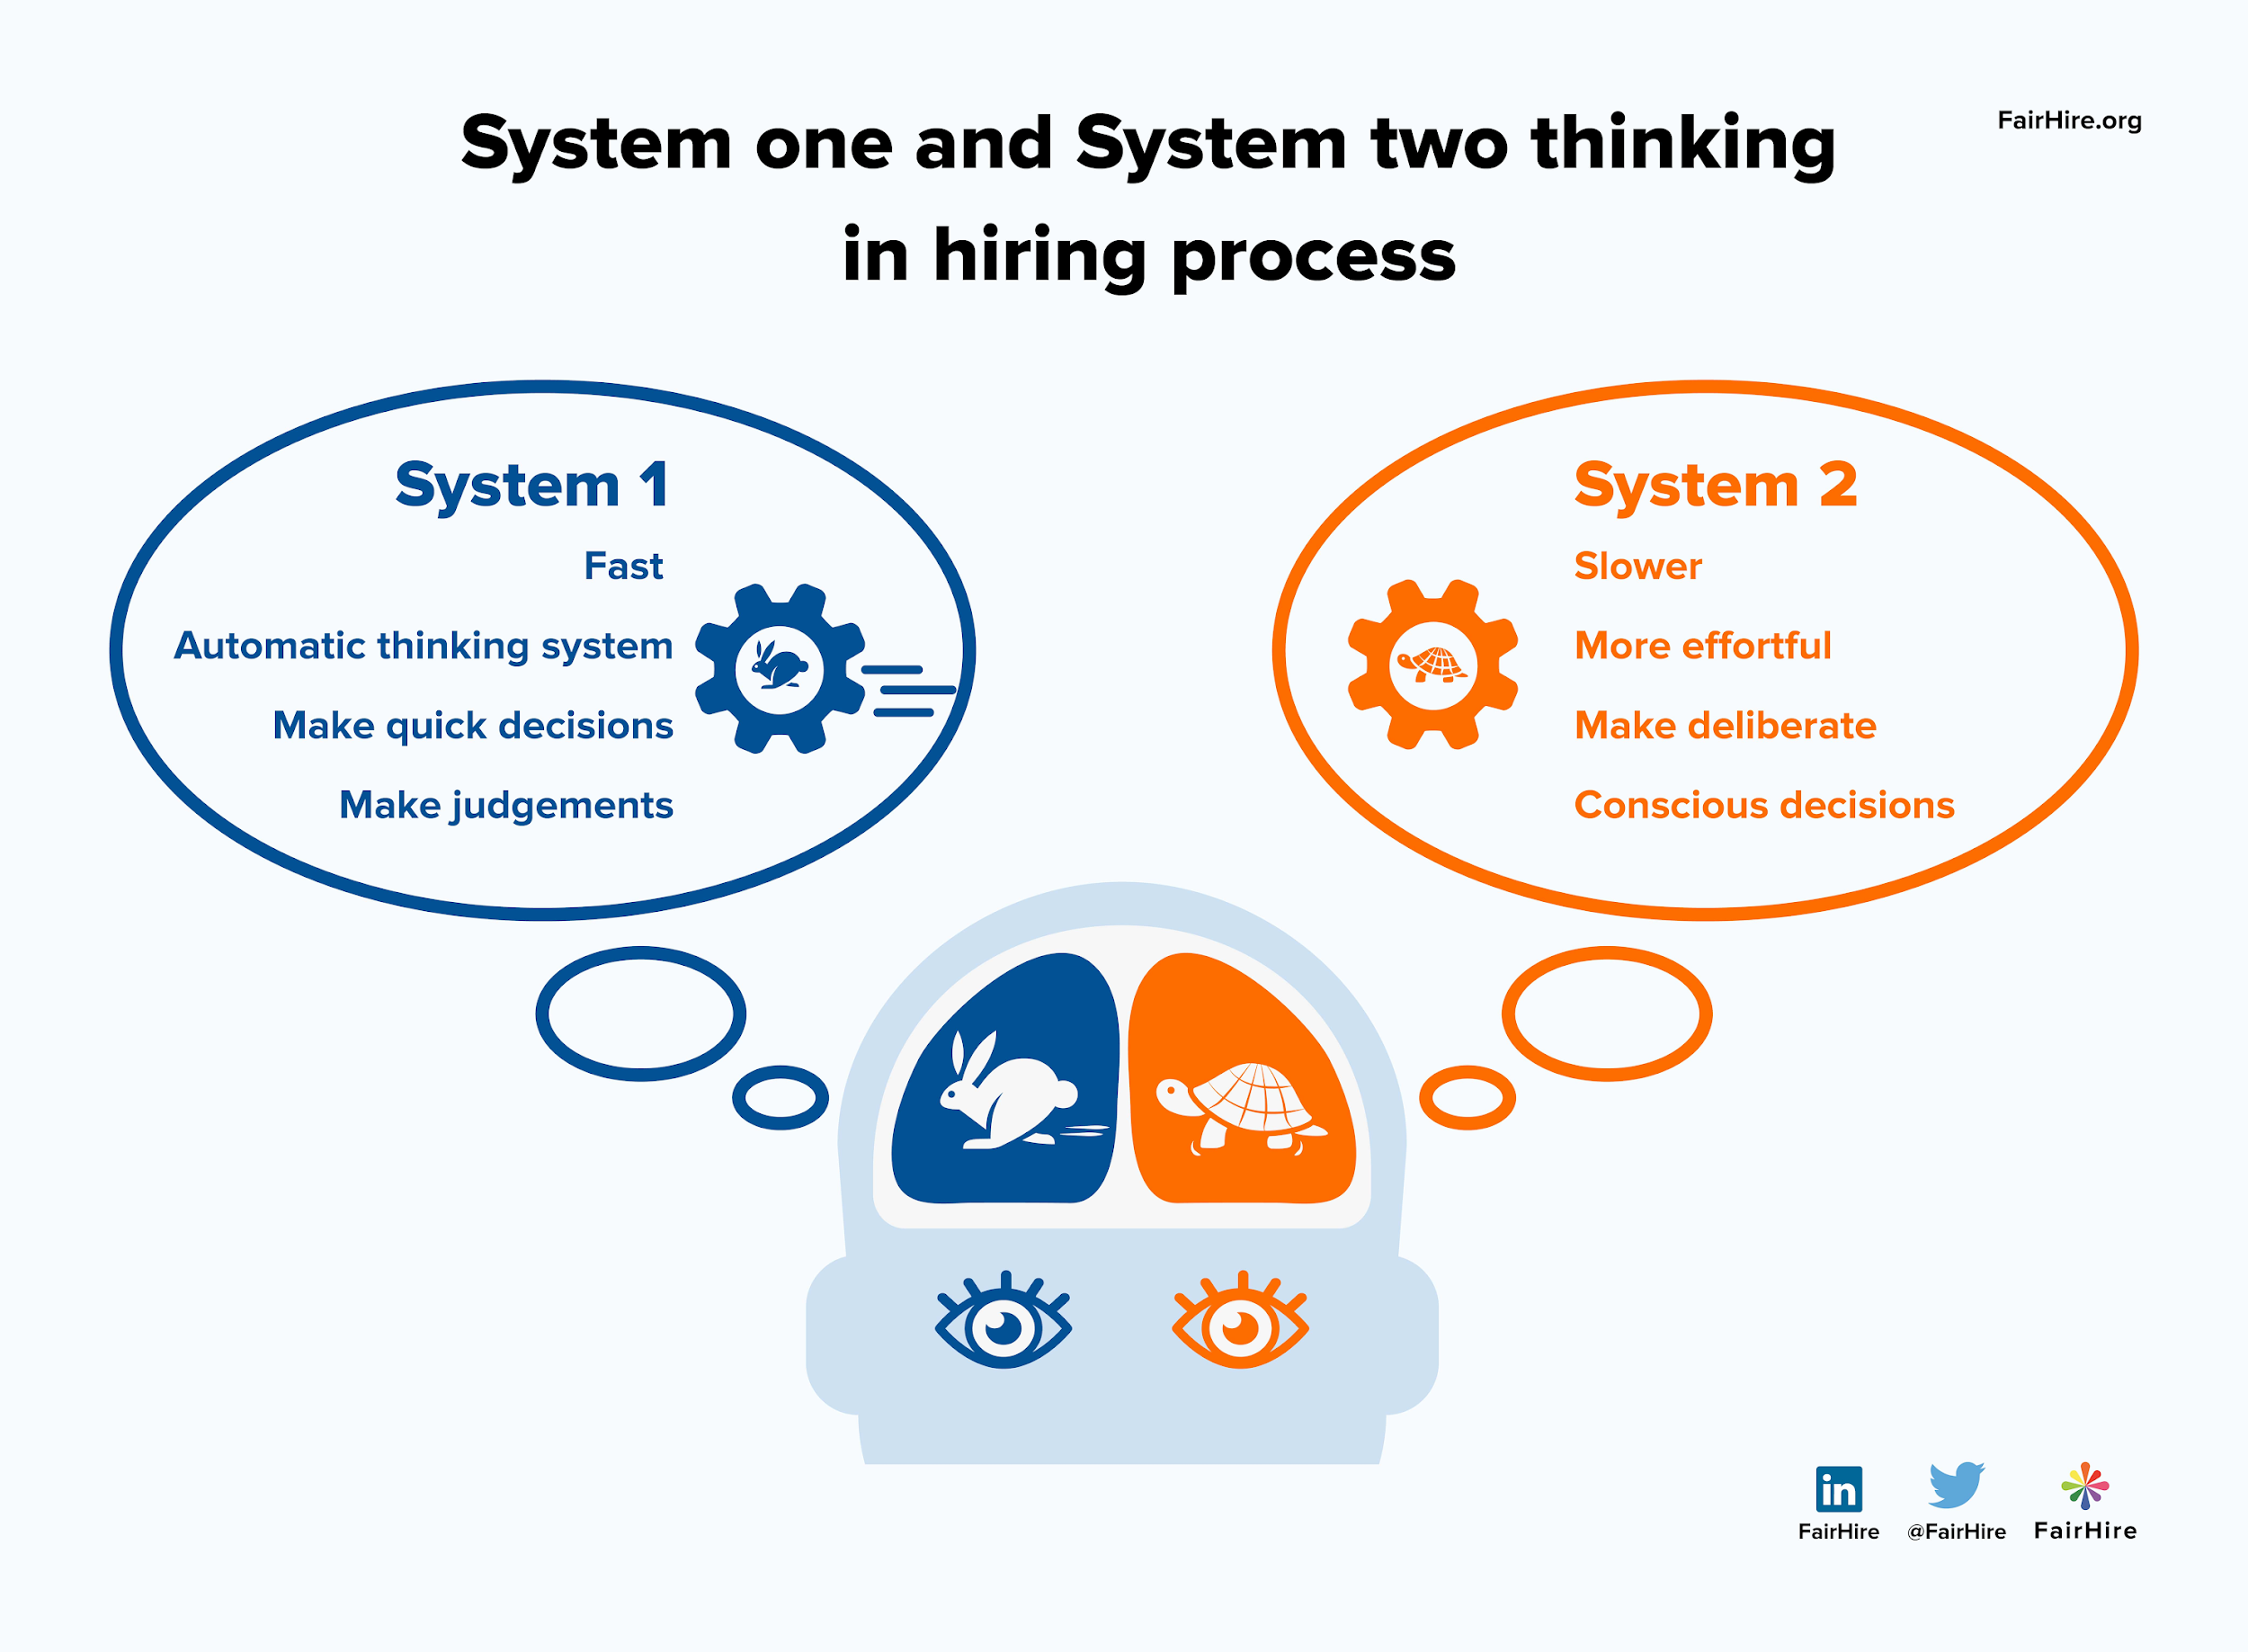 System one and System two thinking
in hiring process
FairHire.org
System 1
Fast
Automatic thinking system
Make quick decisions
Make judgements
System 2
Slower
More effortful
Make deliberate
Conscious decisions
in
FairHire
@FairHire
FairHire